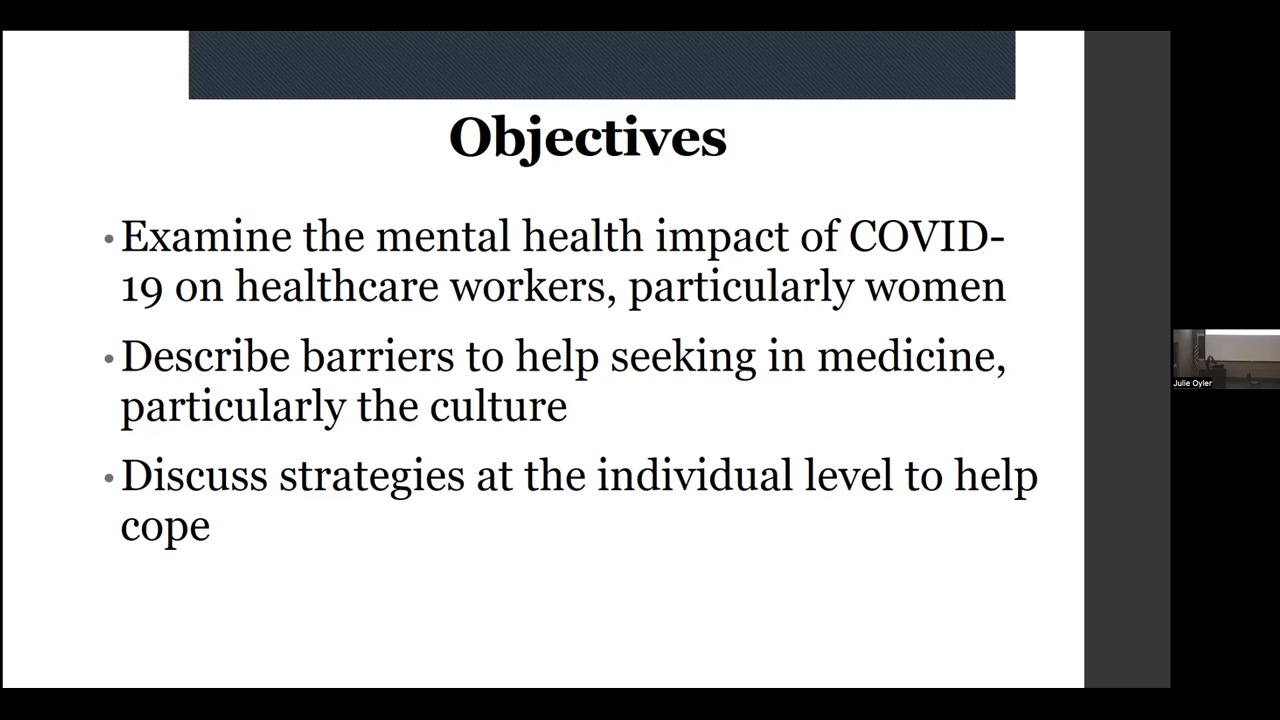 Objectives
•Examine the mental health impact of COVID-
19 on healthcare workers, particularly women
•Describe barriers to help seeking in medicine,
particularly the culture
•Discuss strategies at the individual level to help
cope
Julie Oyler